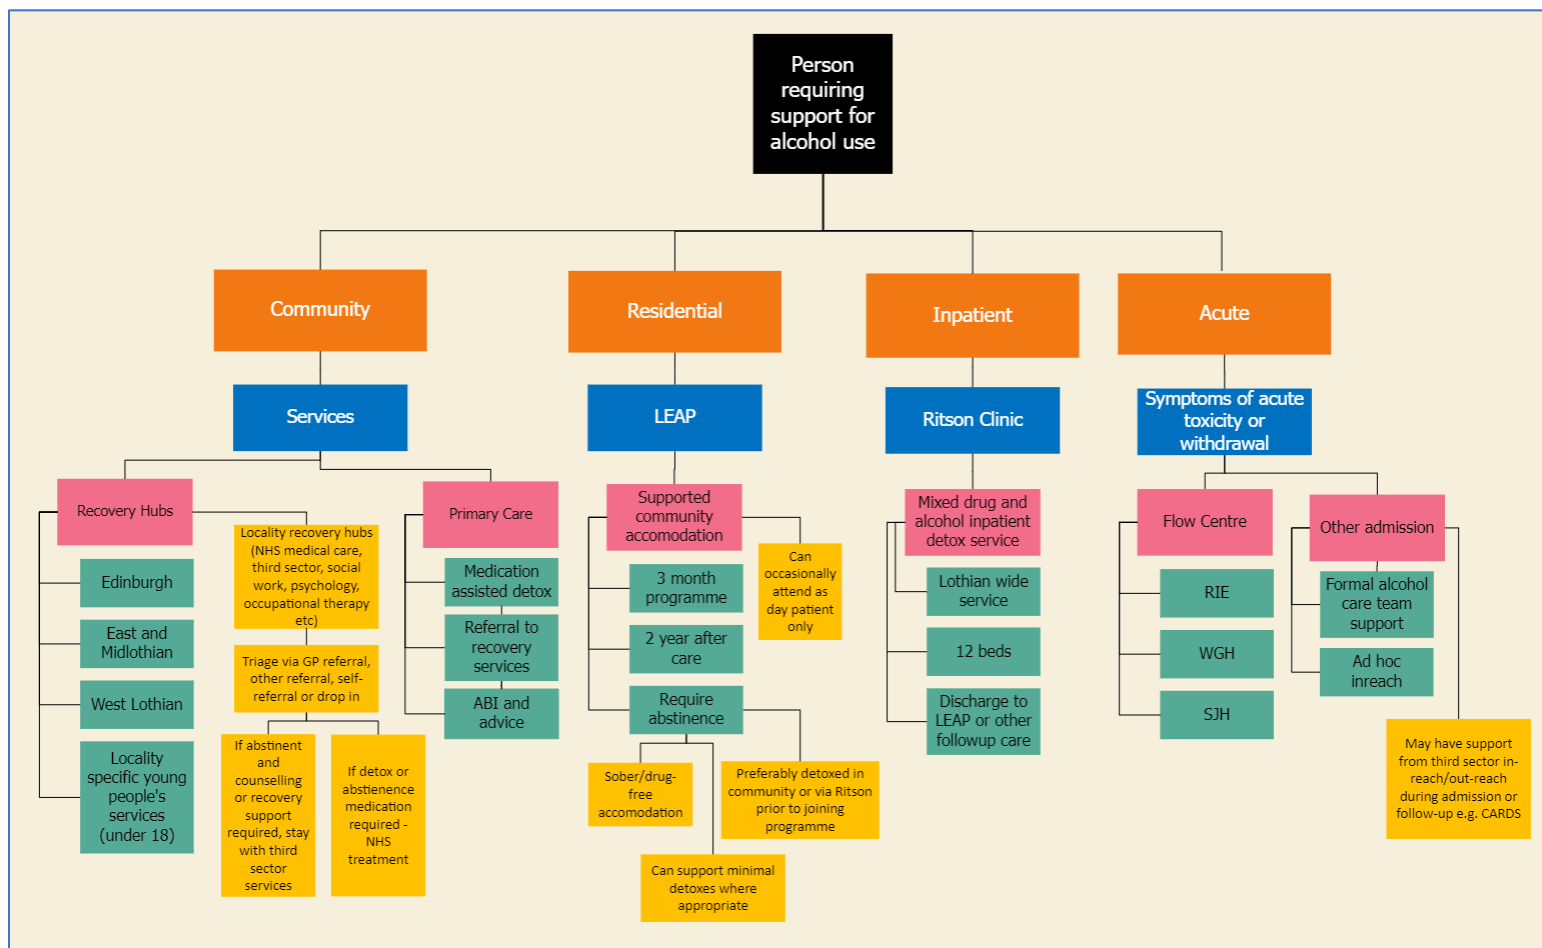 Person
requiring
support for
alcohol use
Community
Residential
Inpatient
Acute
Services
LEAP
Ritson Clinic
Symptoms of acute
toxicity or
withdrawal
Recovery Hubs
Edinburgh
East and
Midlothian
West Lothian
Locality
specific young
people's
services
(under 18)
Locality recovery hubs
(NHS medical care,
third sector, social
work, psychology,
occupational therapy
etc)
Triage via GP referral,
other referral, self-
referral or drop in
If abstinent
and
counselling
or recovery
support
required, stay
with third
sector
services
If detox or
abstienence
medication
required -
NHS
treatment
Primary Care
Medication
assisted detox
Referral to
recovery
services
ABI and
advice
Supported
community
accomodation
3 month
programme
2 year after
care
Require
abstinence
Can
occasionally
attend as
day patient
only
Sober/drug-
free
accomodation
Can support minimal
detoxes where
appropriate
Preferably detoxed in
community or via Ritson
prior to joining
programme
Mixed drug and
alcohol inpatient
detox service
Lothian wide
service
12 beds
Discharge to
LEAP or other
followup care
Flow Centre
RIE
WGH
SJH
Other admission
Formal alcohol
care team
support
Ad hoc
inreach
May have support
from third sector in-
reach/out-reach
during admission or
follow-up e.g. CARDS